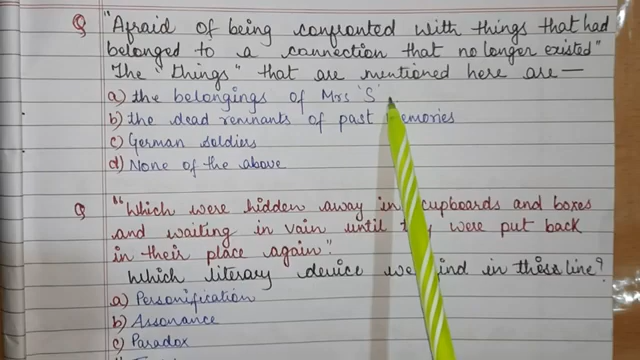 Q "Afraid of being confronted with things that had
belonged to a connection that no longer existed"
The "things" that are mentioned here are —
a) the belongings of Mrs 'S'
b) the dead reminants of past memories
c) German soldiers
d) None of the above
Q "Which were hidden away in cupboards and boxes
and waiting in vain until they were put back
in their place again".
Which literary device we find in those line?
a) Personification
b) Assonance
c) Paradox